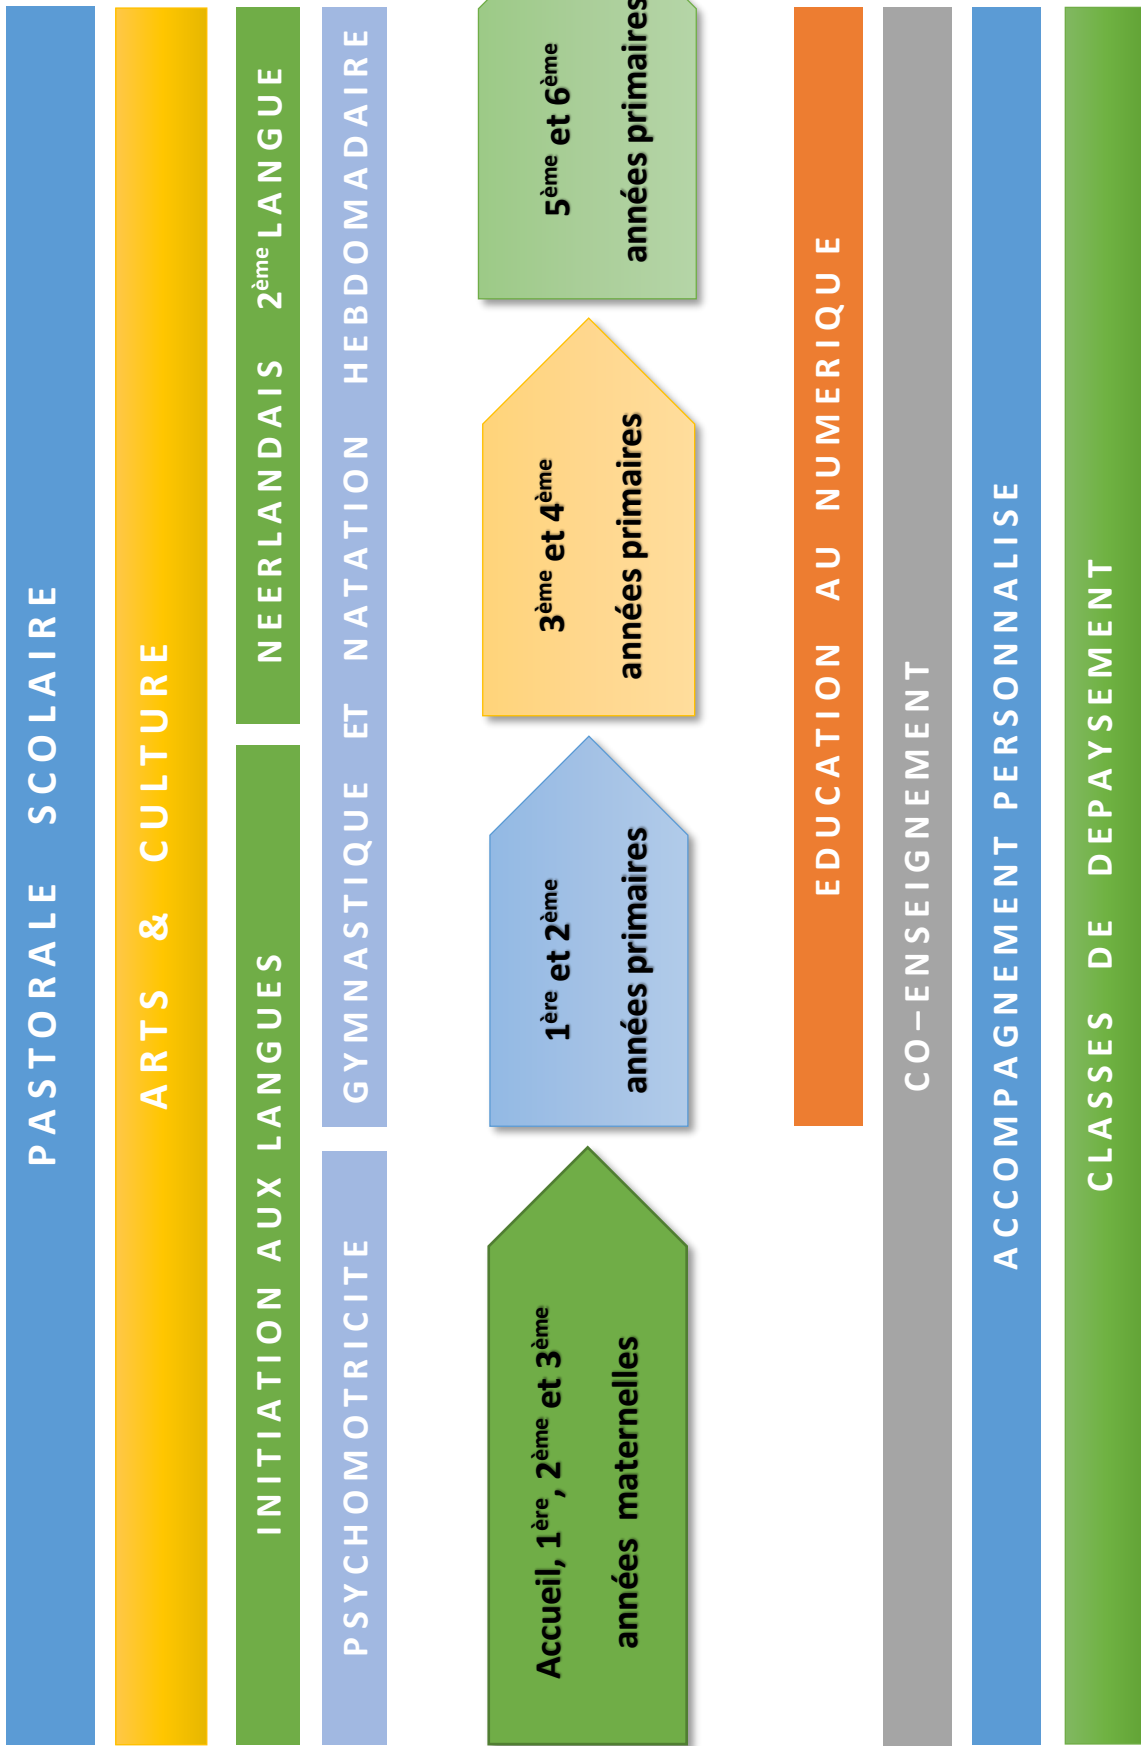 PASTORALE SCOLAIRE
ARTS & CULTURE
INITIATION AUX LANGUES
NEERLANDAIS 2ème LANGUE
PSYCHOMOTRICITE
GYMNASTIQUE ET NATATION HEBDOMADAIRE
Accueil, 1ère, 2ème et 3ème
années maternelles
1ère et 2ème
années primaires
3ème et 4ème
années primaires
5ème et 6ème
années primaires
EDUCATION AU NUMERIQUE
CO–ENSEIGNEMENT
ACCOMPAGNEMENT PERSONNALISE
CLASSES DE DEPAYSEMENT